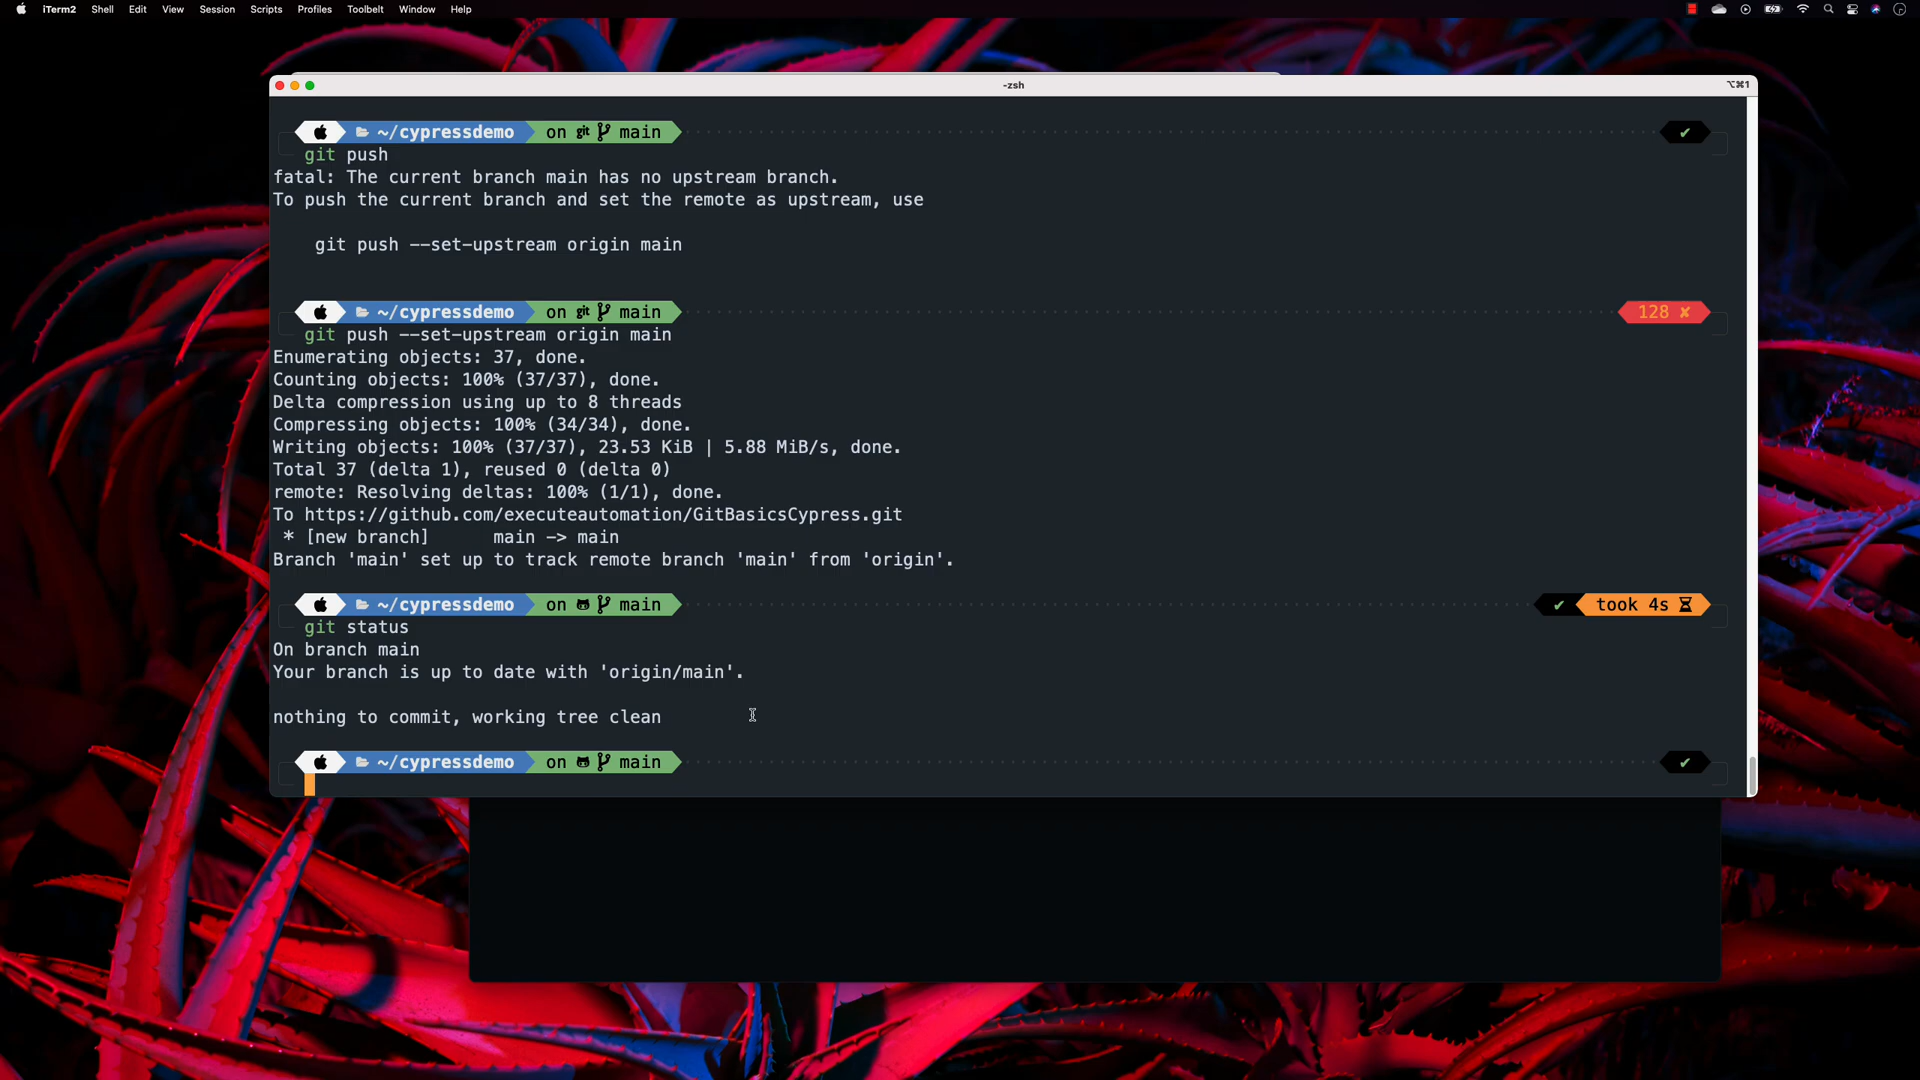 iTerm2 Shell Edit View Session Scripts Profiles Toolbelt Window Help
-zsh ⌥⌘1
~/cypressdemo on git main ✔
git push
fatal: The current branch main has no upstream branch.
To push the current branch and set the remote as upstream, use
git push --set-upstream origin main
~/cypressdemo on git main 128 ✘
git push --set-upstream origin main
Enumerating objects: 37, done.
Counting objects: 100% (37/37), done.
Delta compression using up to 8 threads
Compressing objects: 100% (34/34), done.
Writing objects: 100% (37/37), 23.53 KiB | 5.88 MiB/s, done.
Total 37 (delta 1), reused 0 (delta 0)
remote: Resolving deltas: 100% (1/1), done.
To https://github.com/executeautomation/GitBasicsCypress.git
* [new branch] main -> main
Branch 'main' set up to track remote branch 'main' from 'origin'.
~/cypressdemo on main ✔ took 4s
git status
On branch main
Your branch is up to date with 'origin/main'.
nothing to commit, working tree clean
~/cypressdemo on main ✔